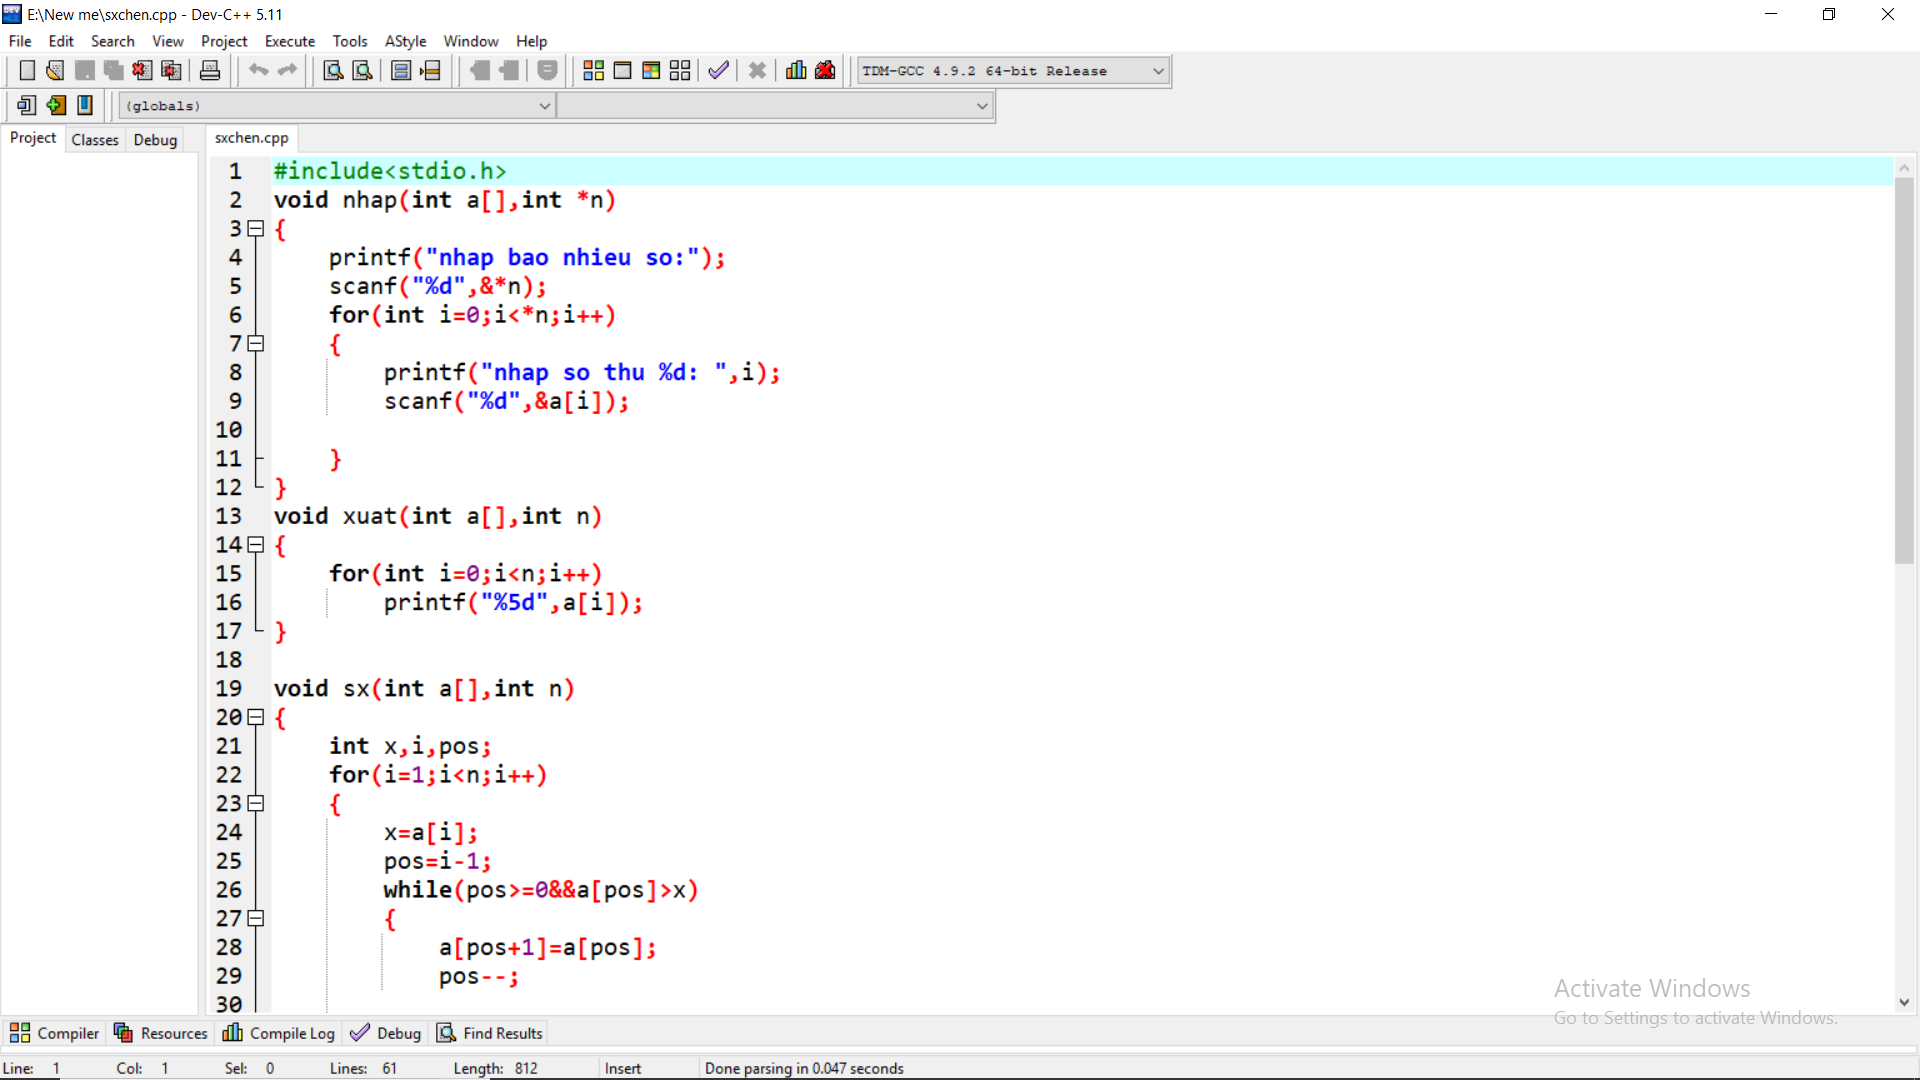 E:\New me\sxchen.cpp - Dev-C++ 5.11
File Edit Search View Project Execute Tools AStyle Window Help
TDM-GCC 4.9.2 64-bit Release
(globals)
Project Classes Debug sxchen.cpp
1 #include<stdio.h>
2 void nhap(int a[],int *n)
3 {
4 printf("nhap bao nhieu so:");
5 scanf("%d",&*n);
6 for(int i=0;i<*n;i++)
7 {
8 printf("nhap so thu %d: ",i);
9 scanf("%d",&a[i]);
10
11 }
12 }
13 void xuat(int a[],int n)
14 {
15 for(int i=0;i<n;i++)
16 printf("%5d",a[i]);
17 }
18
19 void sx(int a[],int n)
20 {
21 int x,i,pos;
22 for(i=1;i<n;i++)
23 {
24 x=a[i];
25 pos=i-1;
26 while(pos>=0&&a[pos]>x)
27 {
28 a[pos+1]=a[pos];
29 pos--;
30
Activate Windows
Go to Settings to activate Windows.
Compiler Resources Compile Log Debug Find Results
Line: 1 Col: 1 Sel: 0 Lines: 61 Length: 812 Insert Done parsing in 0.047 seconds